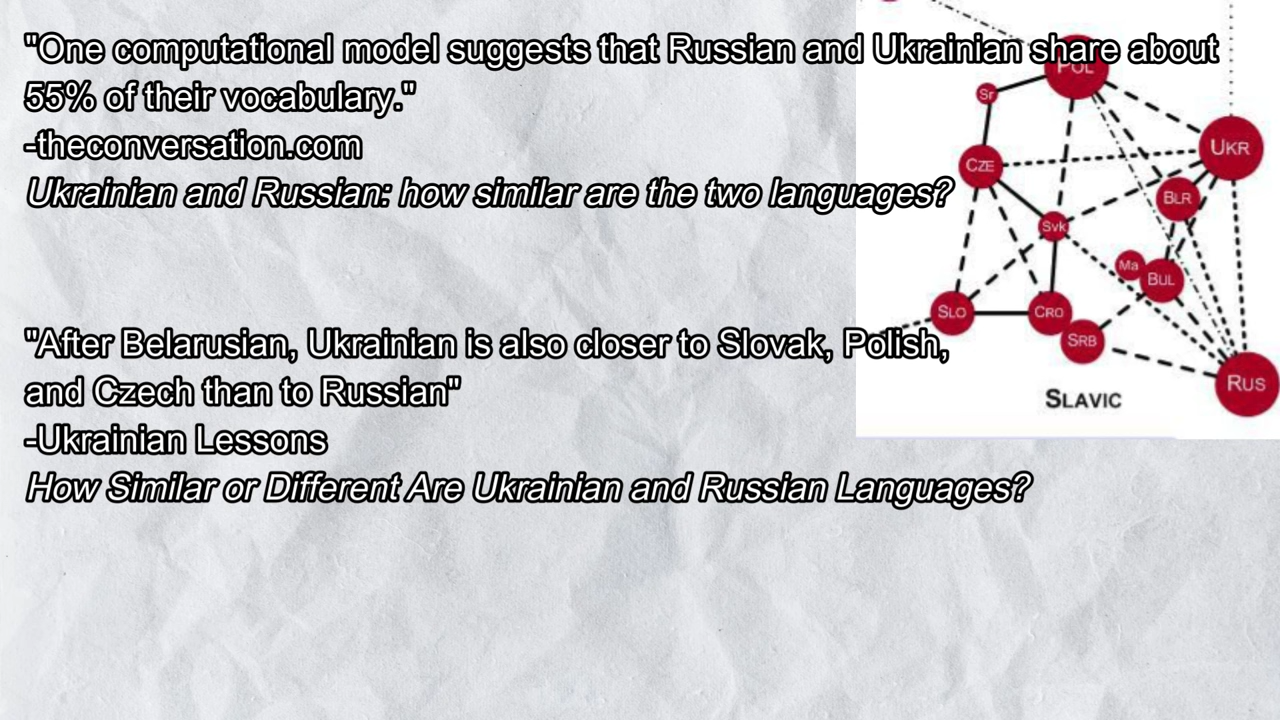 "One computational model suggests that Russian and Ukrainian share about
55% of their vocabulary."
-theconversation.com
Ukrainian and Russian: how similar are the two languages?
"After Belarusian, Ukrainian is also closer to Slovak, Polish,
and Czech than to Russian"
-Ukrainian Lessons
How Similar or Different Are Ukrainian and Russian Languages?
POL
Sr
UKR
CZE
BLR
Svk
Ma
BUL
SLO
CRO
SRB
RUS
SLAVIC